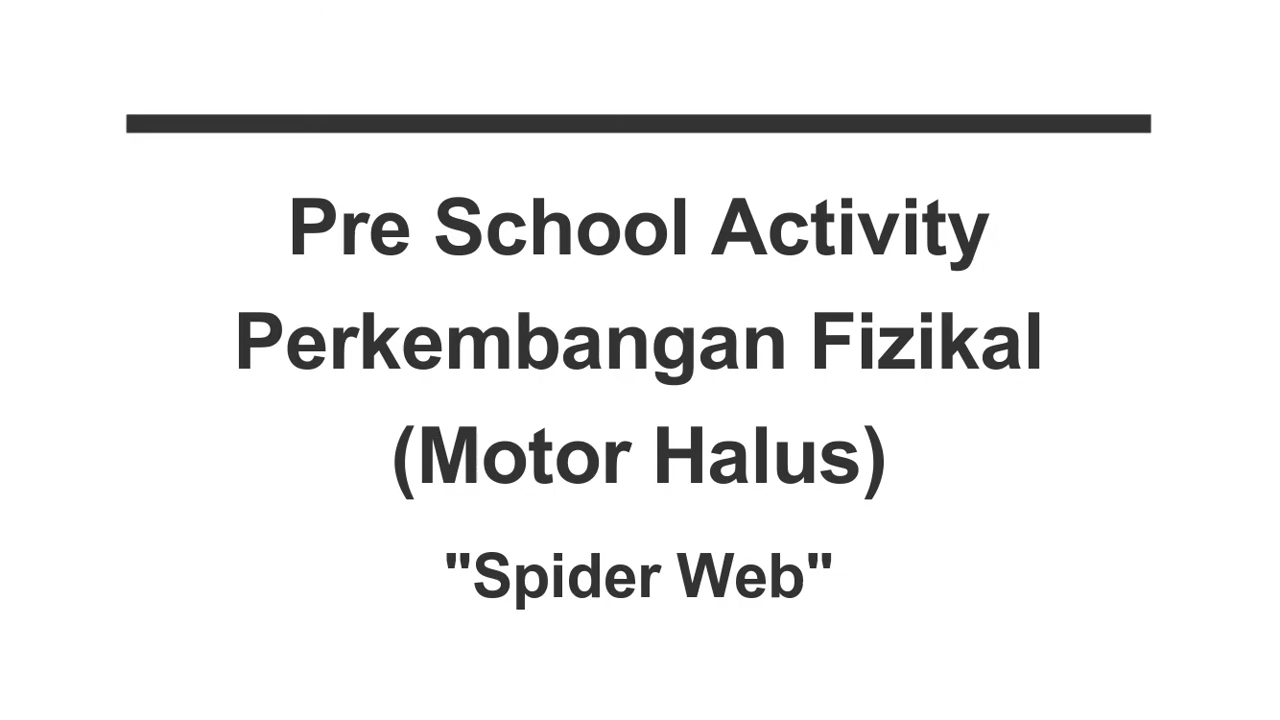 Pre School Activity
Perkembangan Fizikal
(Motor Halus)
"Spider Web"